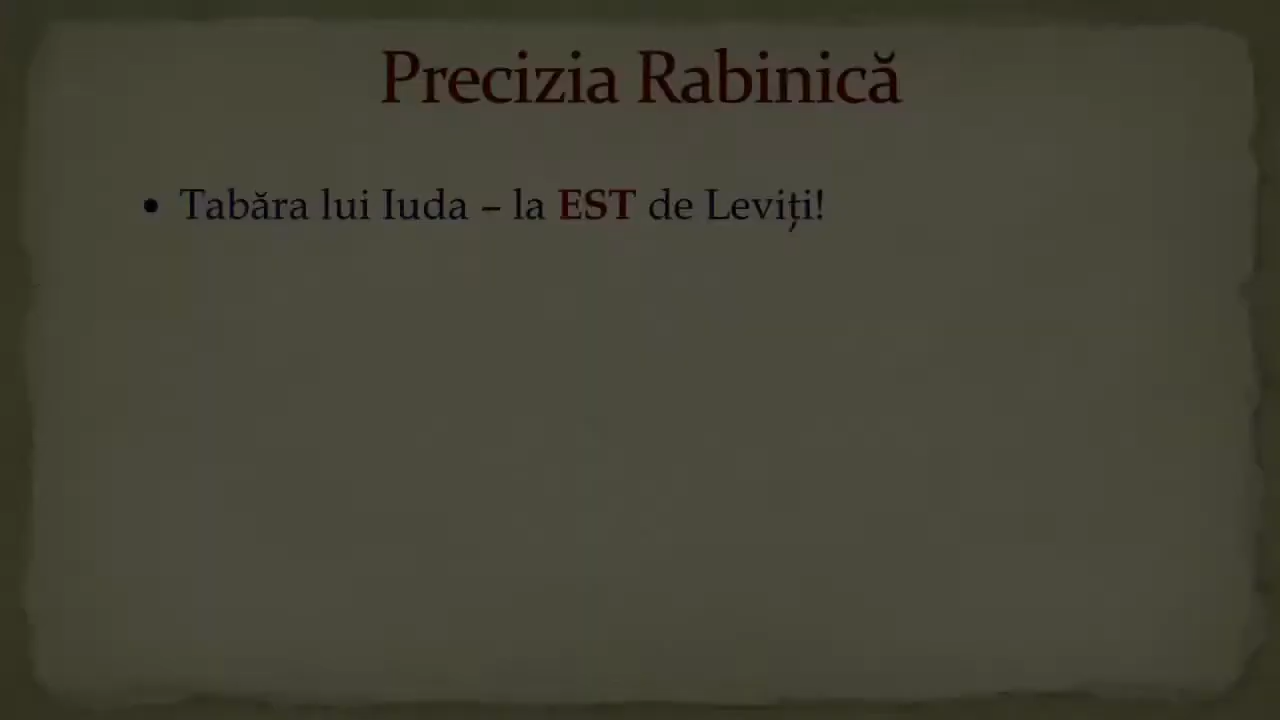 Precizia Rabinică
• Tabăra lui Iuda – la EST de Leviți!